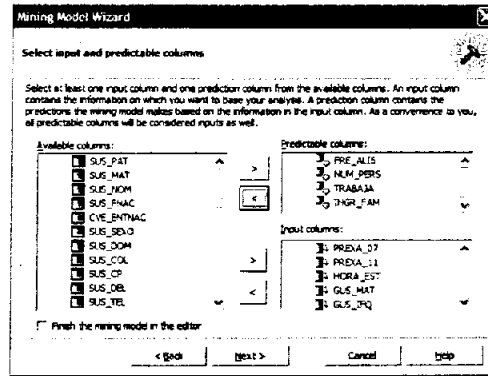 Mining Model Wizard
Select input and predictable columns
Select at least one input column and one prediction column from the available columns. An input column
contains the information on which you want to base your analysis. A prediction column contains the
predictions the mining model makes based on the information in the input column. As a convenience to you,
all predictable columns will be considered inputs as well.
Available columns:
SUS_PAT
SUS_MAT
SUS_NOM
SUS_FNAC
CVE_ENTNAC
SUS_SEXO
SUS_DOM
SUS_COL
SUS_CP
SUS_DEL
SUS_TEL
>
<
>
<
Predictable columns:
NUM_PERS
TRABAJA
INGR_FAM
Input columns:
PREXA_07
PREXA_11
HORA_EST
GUS_MAT
Finish the mining model in the editor
< Back
Next >
Cancel
Help